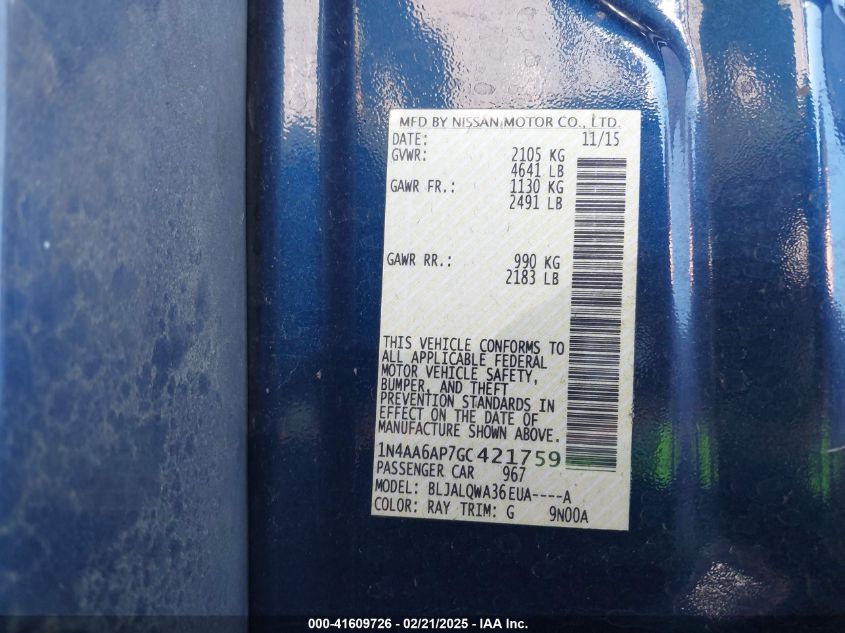 MFD BY NISSAN MOTOR CO., LTD.
DATE: 11/15
GVWR: 2105 KG
4641 LB
GAWR FR.: 1130 KG
2491 LB
GAWR RR.: 990 KG
2183 LB
THIS VEHICLE CONFORMS TO
ALL APPLICABLE FEDERAL
MOTOR VEHICLE SAFETY,
BUMPER, AND THEFT
PREVENTION STANDARDS IN
EFFECT ON THE DATE OF
MANUFACTURE SHOWN ABOVE.
1N4AA6AP7GC421759
PASSENGER CAR 967
MODEL: BLJALQWA36EUA----A
COLOR: RAY TRIM: G 9N00A
000-41609726 - 02/21/2025 - IAA Inc.